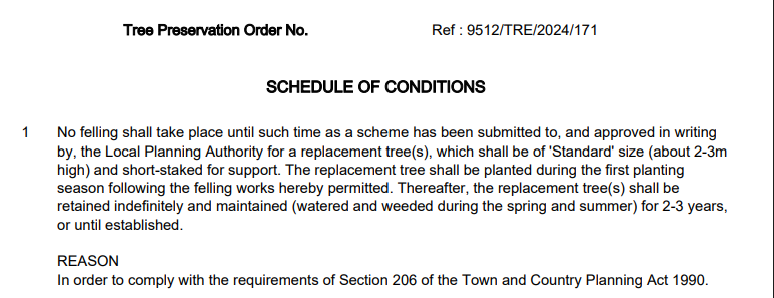 Tree Preservation Order No. Ref : 9512/TRE/2024/171
SCHEDULE OF CONDITIONS
1 No felling shall take place until such time as a scheme has been submitted to, and approved in writing
by, the Local Planning Authority for a replacement tree(s), which shall be of 'Standard' size (about 2-3m
high) and short-staked for support. The replacement tree shall be planted during the first planting
season following the felling works hereby permitted. Thereafter, the replacement tree(s) shall be
retained indefinitely and maintained (watered and weeded during the spring and summer) for 2-3 years,
or until established.
REASON
In order to comply with the requirements of Section 206 of the Town and Country Planning Act 1990.